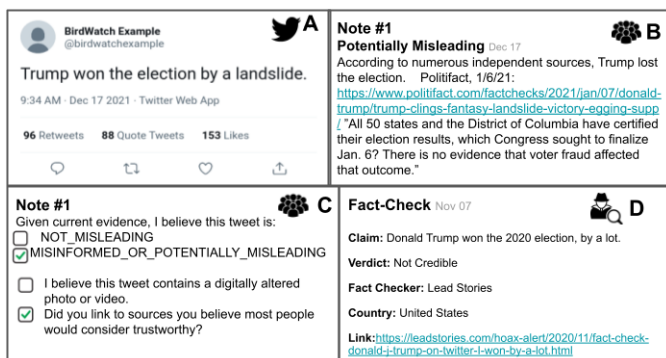 A
BirdWatch Example
@birdwatchexample
Trump won the election by a landslide.
9:34 AM · Dec 17 2021 · Twitter Web App
96 Retweets 88 Quote Tweets 153 Likes
B
Note #1
Potentially Misleading Dec 17
According to numerous independent sources, Trump lost
the election. Politifact, 1/6/21:
https://www.politifact.com/factchecks/2021/jan/07/donald-
trump/trump-clings-fantasy-landslide-victory-egging-supp
/ "All 50 states and the District of Columbia have certified
their election results, which Congress sought to finalize
Jan. 6? There is no evidence that voter fraud affected
that outcome."
C
Note #1
Given current evidence, I believe this tweet is:
NOT_MISLEADING
MISINFORMED_OR_POTENTIALLY_MISLEADING
I believe this tweet contains a digitally altered
photo or video.
Did you link to sources you believe most people
would consider trustworthy?
D
Fact-Check Nov 07
Claim: Donald Trump won the 2020 election, by a lot.
Verdict: Not Credible
Fact Checker: Lead Stories
Country: United States
Link:https://leadstories.com/hoax-alert/2020/11/fact-check-
donald-j-trump-on-twitter-I-won-by-a-lot.html